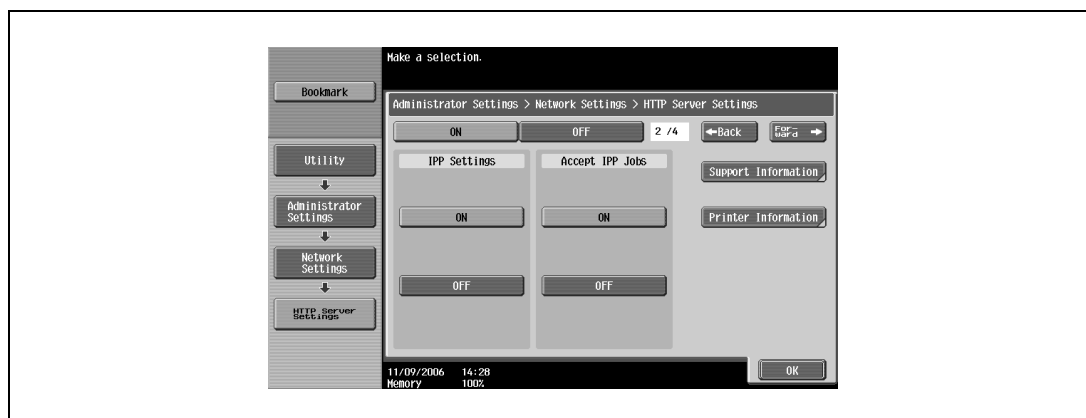 Make a selection.
Bookmark
Administrator Settings > Network Settings > HTTP Server Settings
ON
OFF
2 /4
←Back
For-
ward →
Utility
Administrator
Settings
Network
Settings
HTTP Server
Settings
IPP Settings
ON
OFF
Accept IPP Jobs
ON
OFF
Support Information
Printer Information
11/09/2006 14:28
Memory 100%
OK